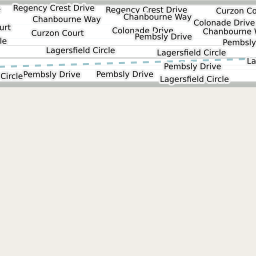 Regency Crest Drive
Regency Crest Drive
Curzon Co
Chanbourne Way
Chanbourne Way
Colonade Drive
urt
Curzon Court
Colonade Drive
Chanbourne
Pembsly Drive
Pembsly
le
Lagersfield Circle
Lagersfield Circle
La
Pembsly Drive
Circle
Pembsly Drive
Pembsly Drive
Lagersfield Circle